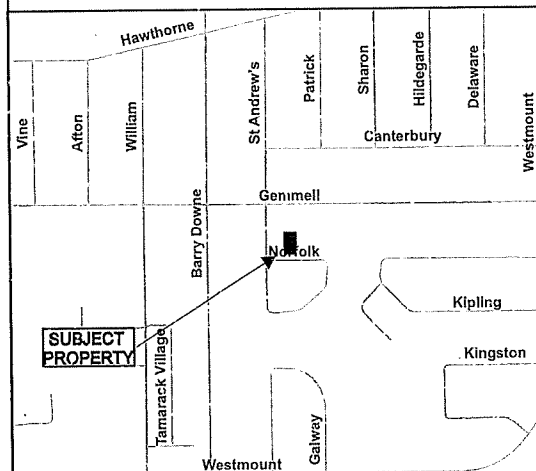 Hawthorne
Vine
Afton
William
St Andrew's
Patrick
Sharon
Hildegarde
Delaware
Westmount
Canterbury
Gemmell
Barry Downe
Norfolk
Kipling
SUBJECT
PROPERTY
Tamarack Village
Kingston
Galway
Westmount